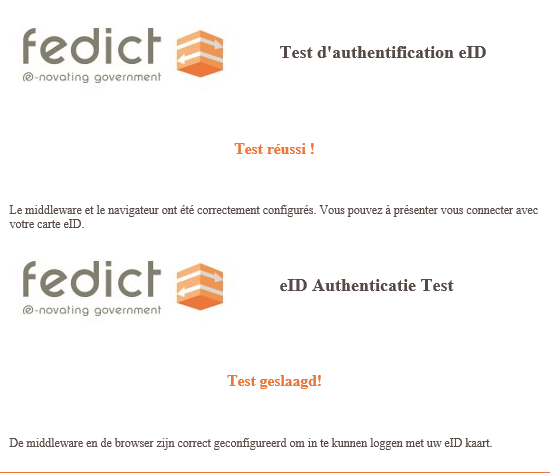 fedict
e-novating government
Test d'authentification eID
Test réussi !
Le middleware et le navigateur ont été correctement configurés. Vous pouvez à présenter vous connecter avec
votre carte eID.
fedict
e-novating government
eID Authenticatie Test
Test geslaagd!
De middleware en de browser zijn correct geconfigureerd om in te kunnen loggen met uw eID kaart.